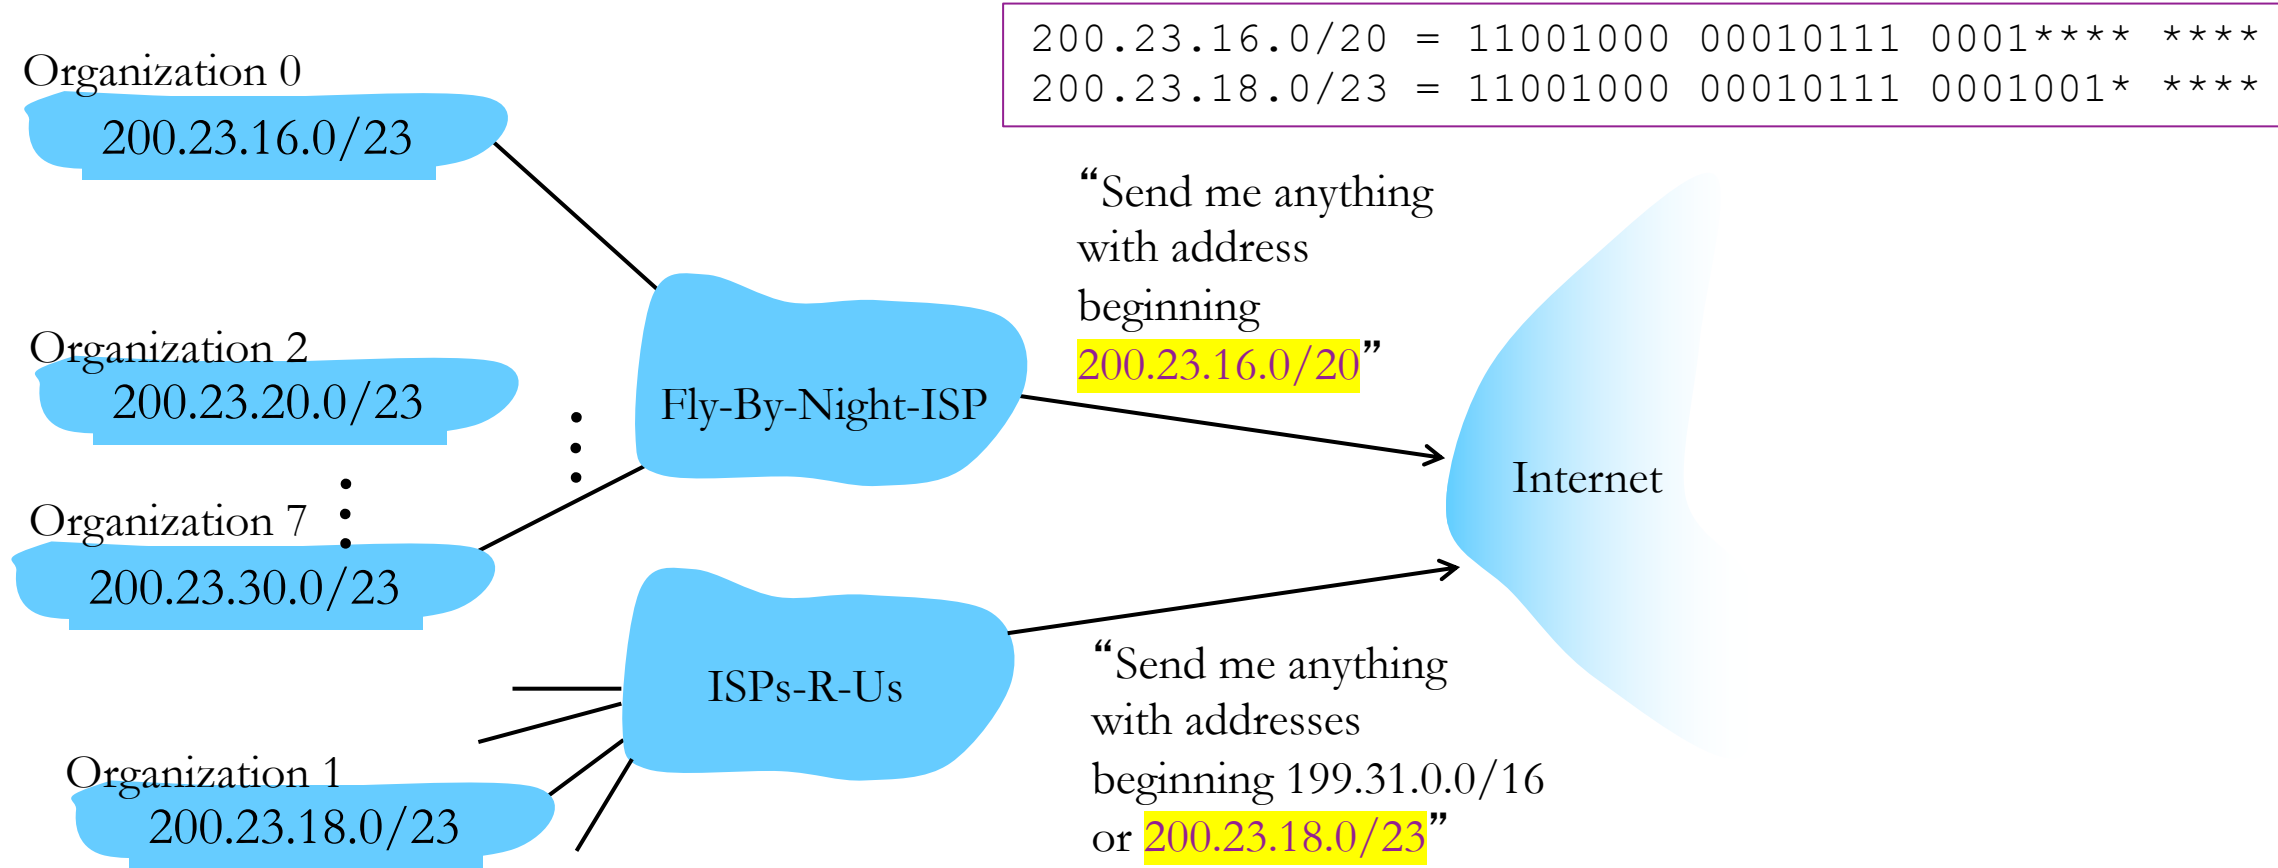 200.23.16.0/20 = 11001000 00010111 0001**** ****
200.23.18.0/23 = 11001000 00010111 0001001* ****
Organization 0
200.23.16.0/23
Organization 2
200.23.20.0/23
Organization 7
200.23.30.0/23
Organization 1
200.23.18.0/23
Fly-By-Night-ISP
ISPs-R-Us
“Send me anything
with address
beginning
200.23.16.0/20”
“Send me anything
with addresses
beginning 199.31.0.0/16
or 200.23.18.0/23”
Internet